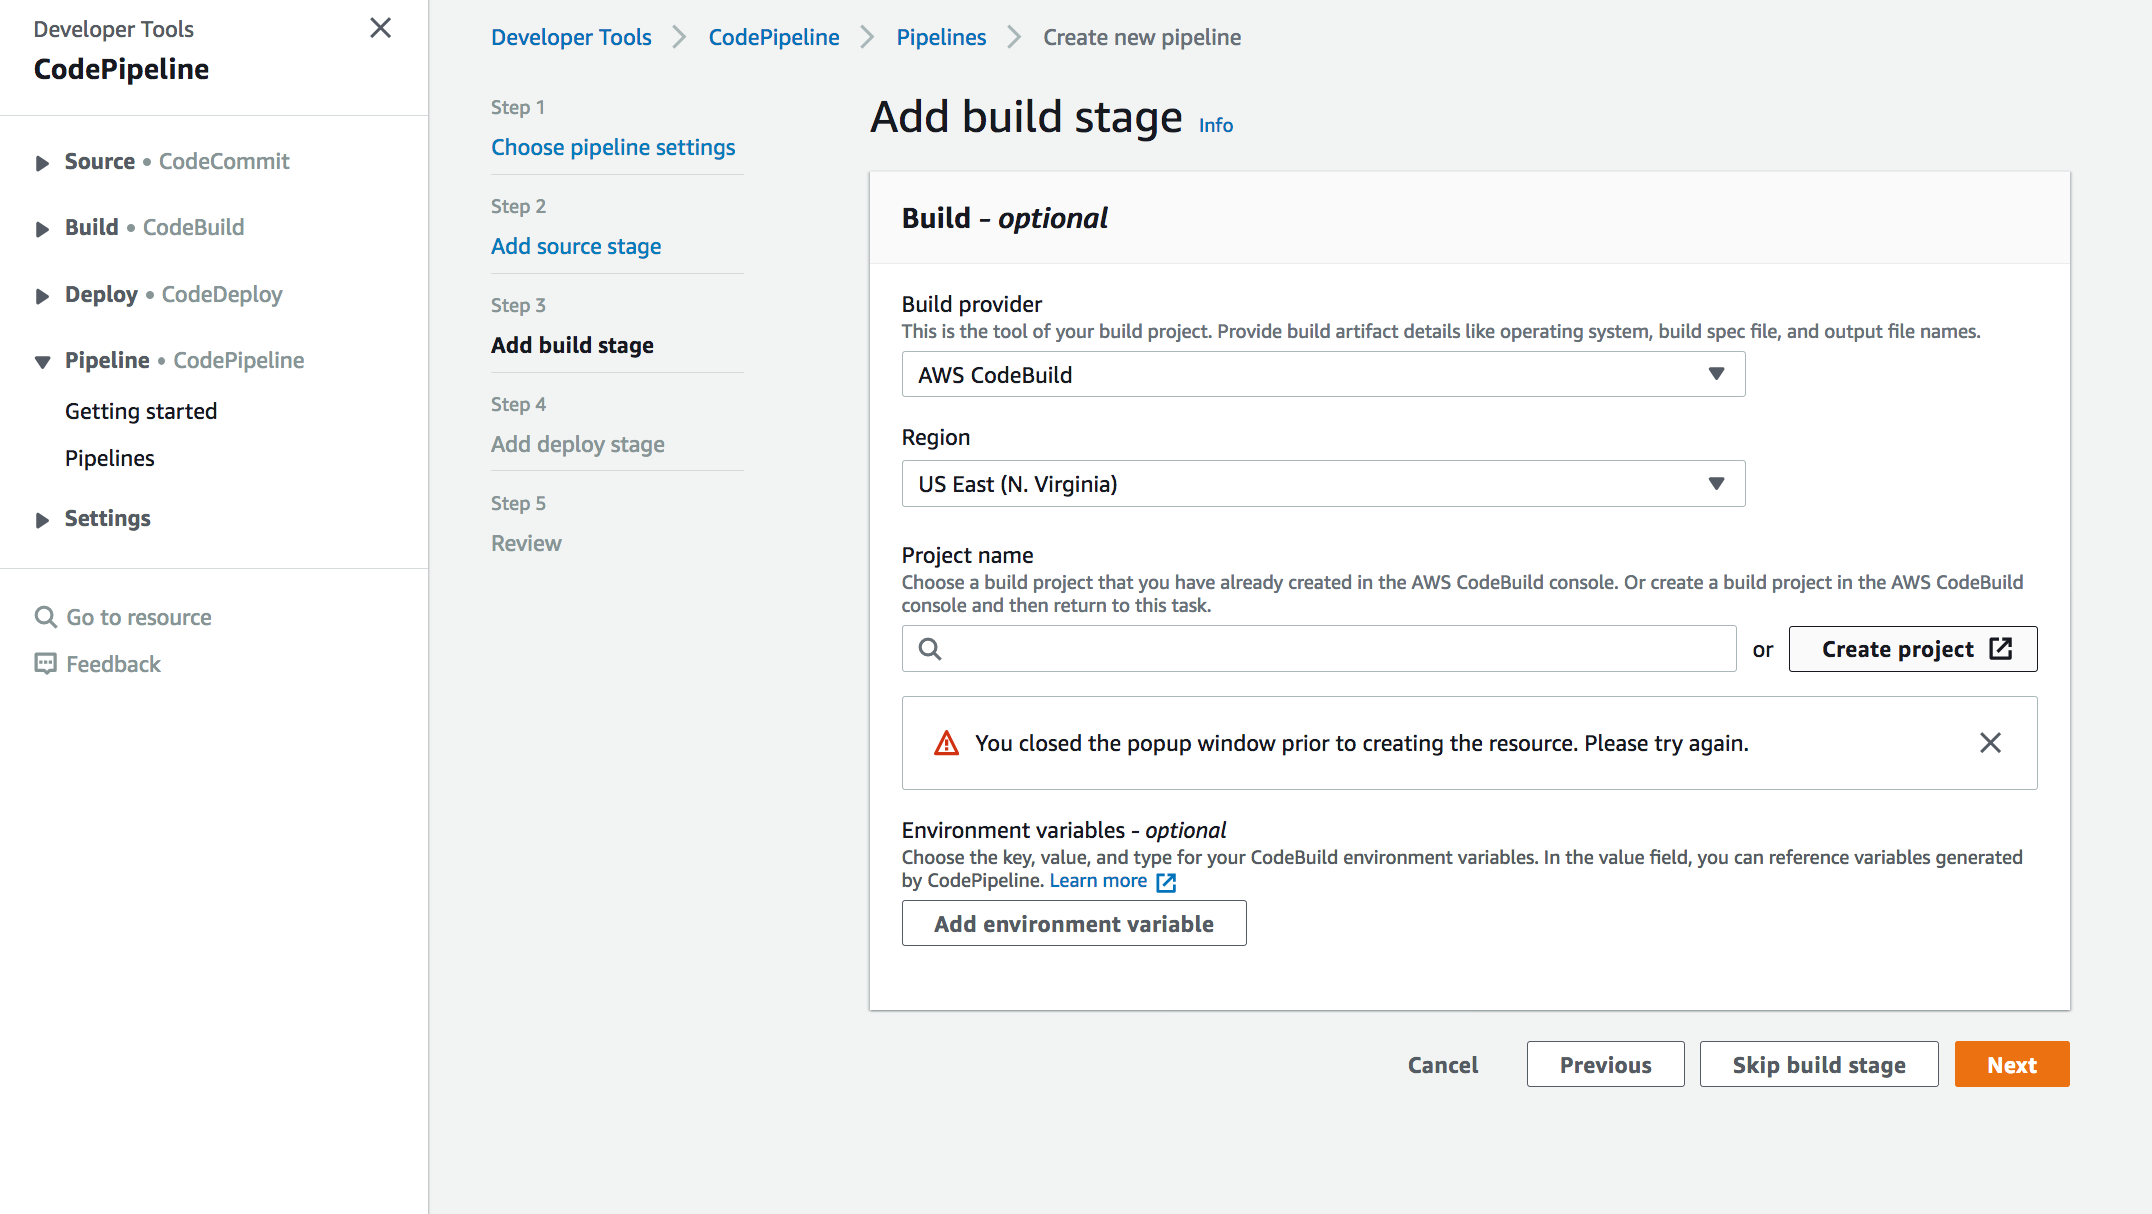 Developer Tools
CodePipeline
Source • CodeCommit
Build • CodeBuild
Deploy • CodeDeploy
Pipeline • CodePipeline
Getting started
Pipelines
Settings
Go to resource
Feedback
Developer Tools > CodePipeline > Pipelines > Create new pipeline
Step 1
Choose pipeline settings
Step 2
Add source stage
Step 3
Add build stage
Step 4
Add deploy stage
Step 5
Review
Add build stage Info
Build - optional
Build provider
This is the tool of your build project. Provide build artifact details like operating system, build spec file, and output file names.
AWS CodeBuild
Region
US East (N. Virginia)
Project name
Choose a build project that you have already created in the AWS CodeBuild console. Or create a build project in the AWS CodeBuild
console and then return to this task.
or Create project
You closed the popup window prior to creating the resource. Please try again.
Environment variables - optional
Choose the key, value, and type for your CodeBuild environment variables. In the value field, you can reference variables generated
by CodePipeline. Learn more
Add environment variable
Cancel Previous Skip build stage Next